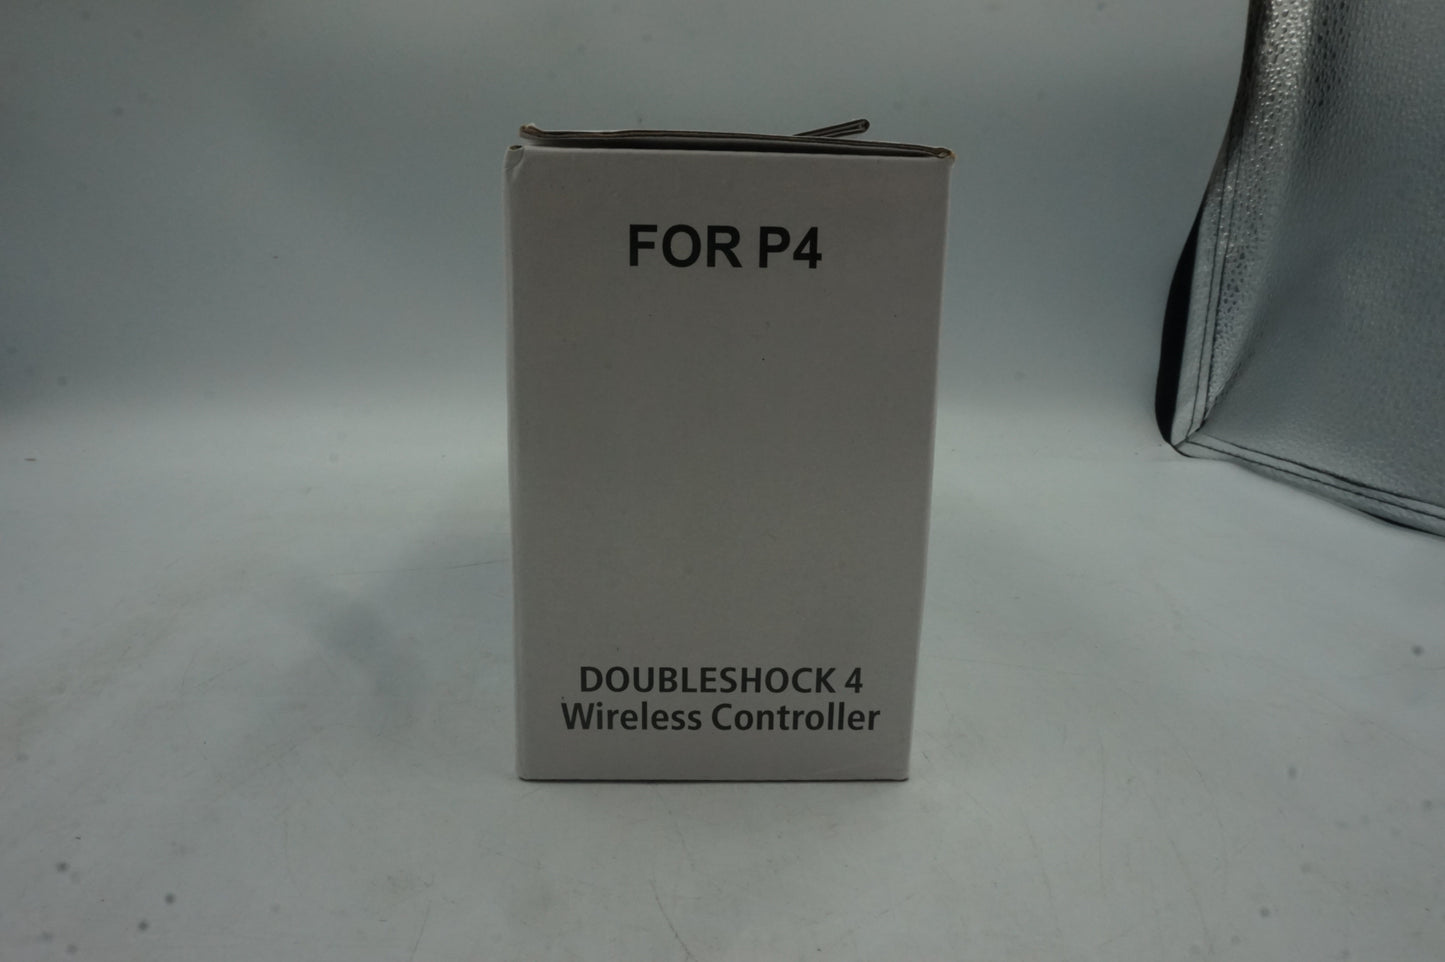 FOR P4
DOUBLESHOCK 4
Wireless Controller